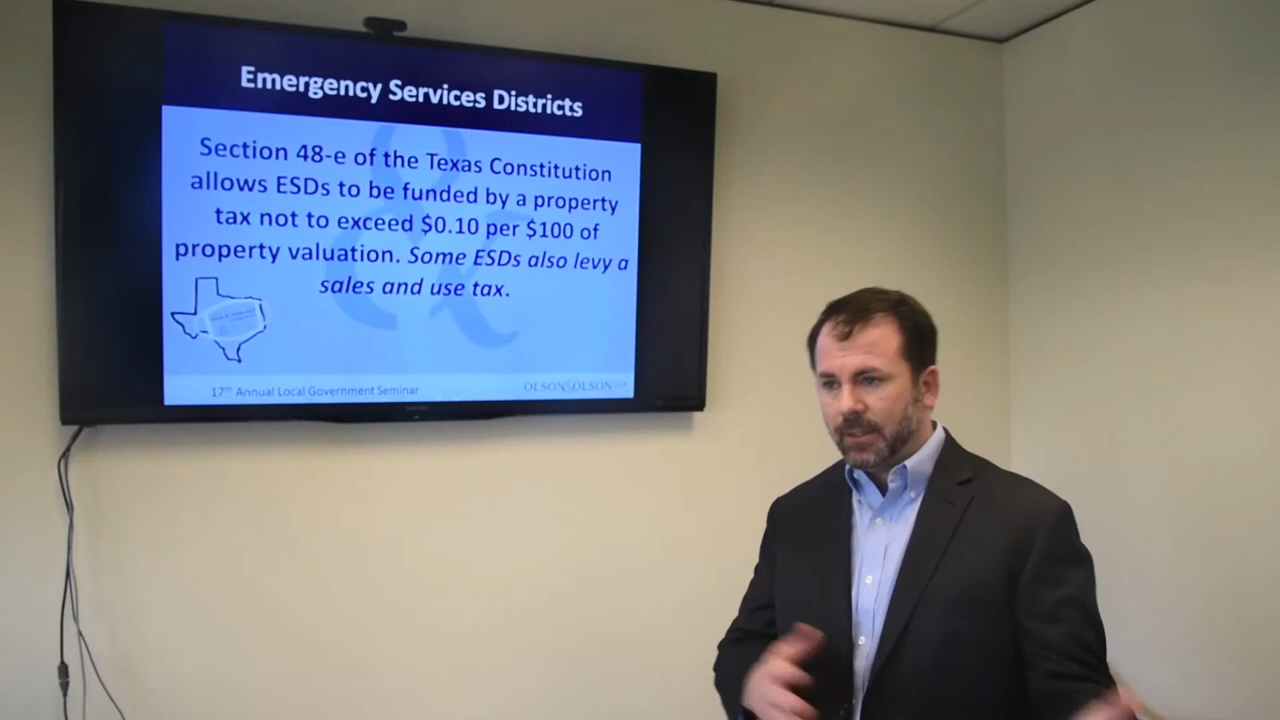 Emergency Services Districts
Section 48-e of the Texas Constitution
allows ESDs to be funded by a property
tax not to exceed $0.10 per $100 of
property valuation. Some ESDs also levy a
sales and use tax.
17th Annual Local Government Seminar
OLSON & OLSON LLP